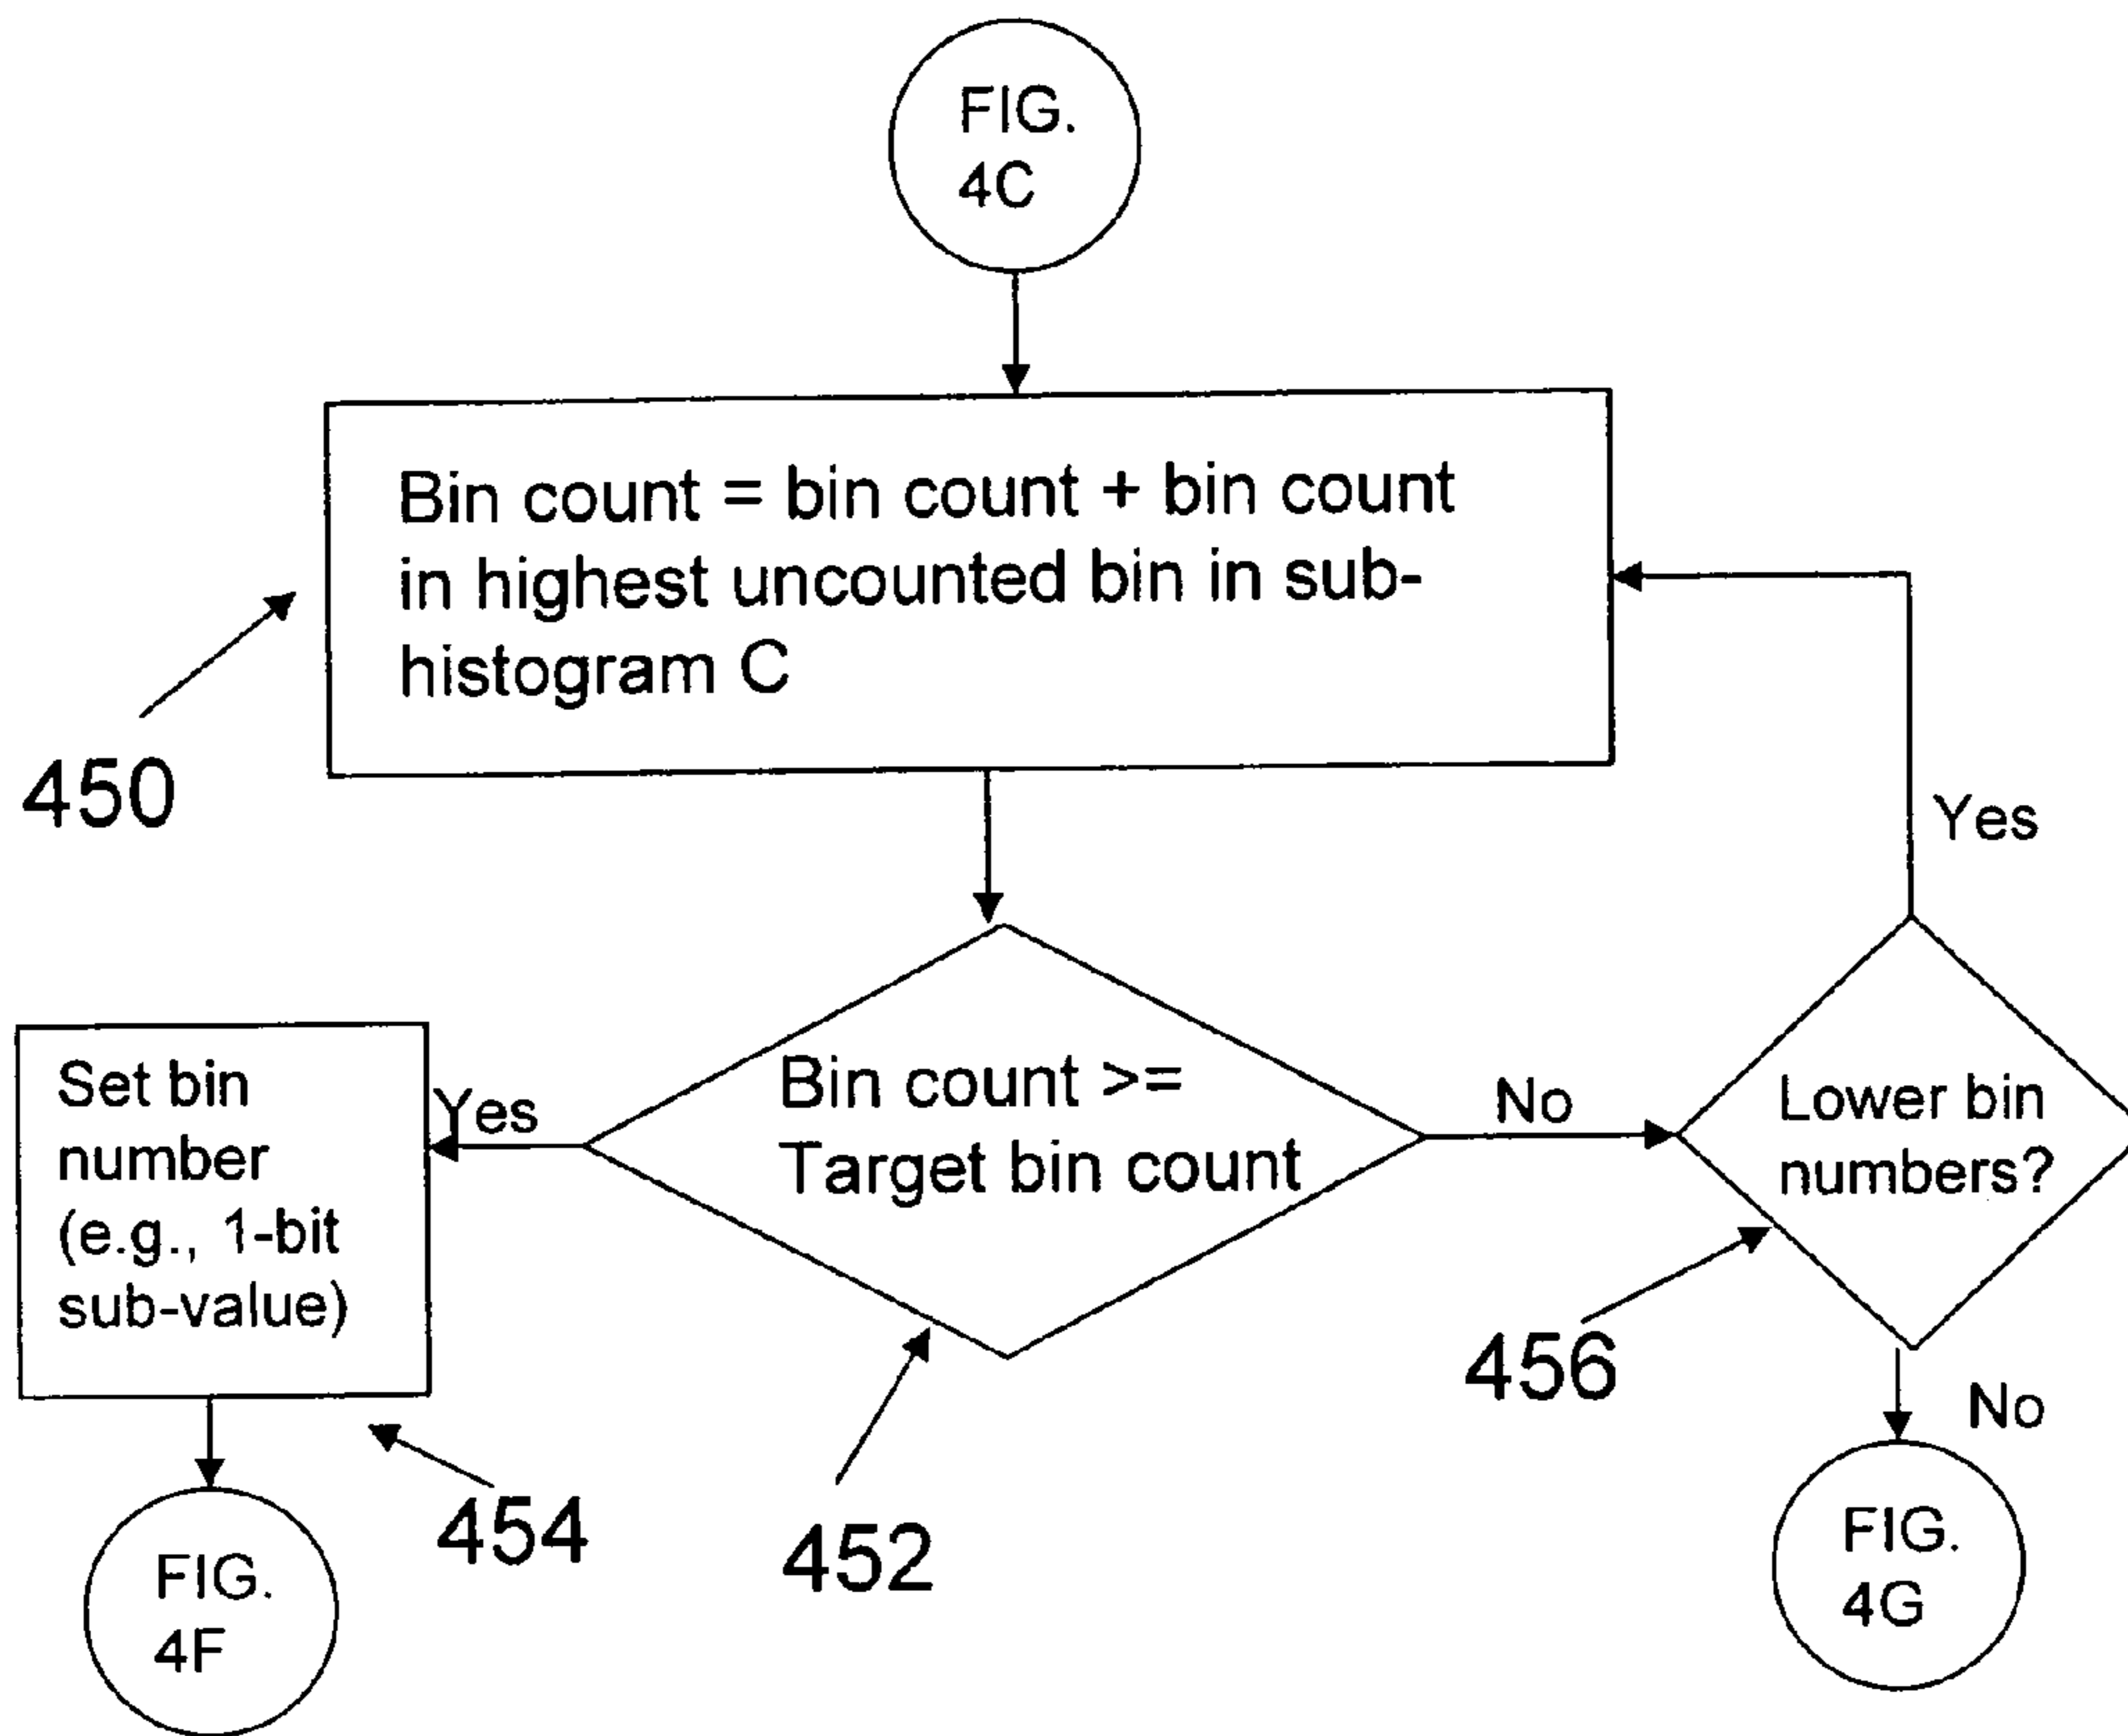 FIG.
4C
Bin count = bin count + bin count
in highest uncounted bin in sub-
histogram C
450
Yes
Set bin
number
(e.g., 1-bit
sub-value)
Yes
Bin count >=
Target bin count
No
Lower bin
numbers?
456
No
454
452
FIG.
4F
FIG.
4G